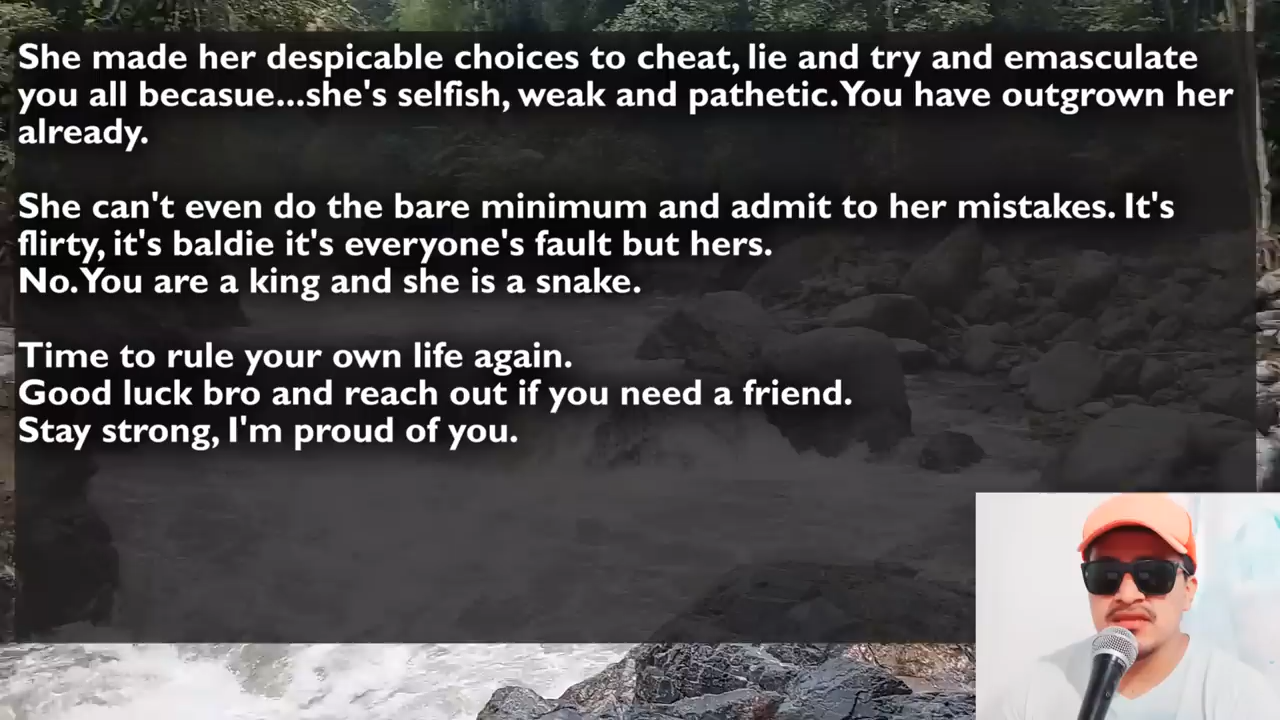 She made her despicable choices to cheat, lie and try and emasculate
you all becasue...she's selfish, weak and pathetic. You have outgrown her
already.
She can't even do the bare minimum and admit to her mistakes. It's
flirty, it's baldie it's everyone's fault but hers.
No. You are a king and she is a snake.
Time to rule your own life again.
Good luck bro and reach out if you need a friend.
Stay strong, I'm proud of you.